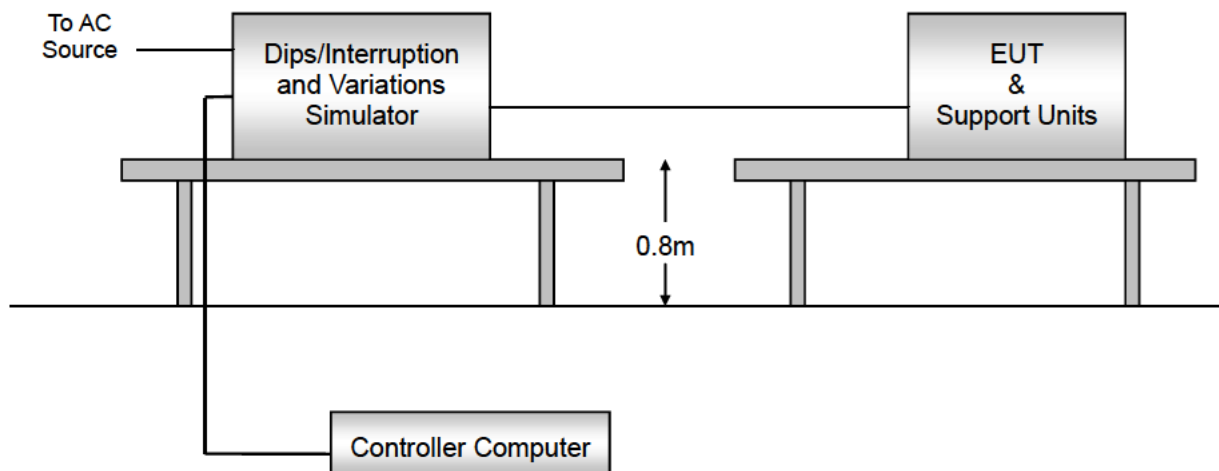 To AC
Source
Dips/Interruption
and Variations
Simulator
EUT
&
Support Units
0.8m
Controller Computer